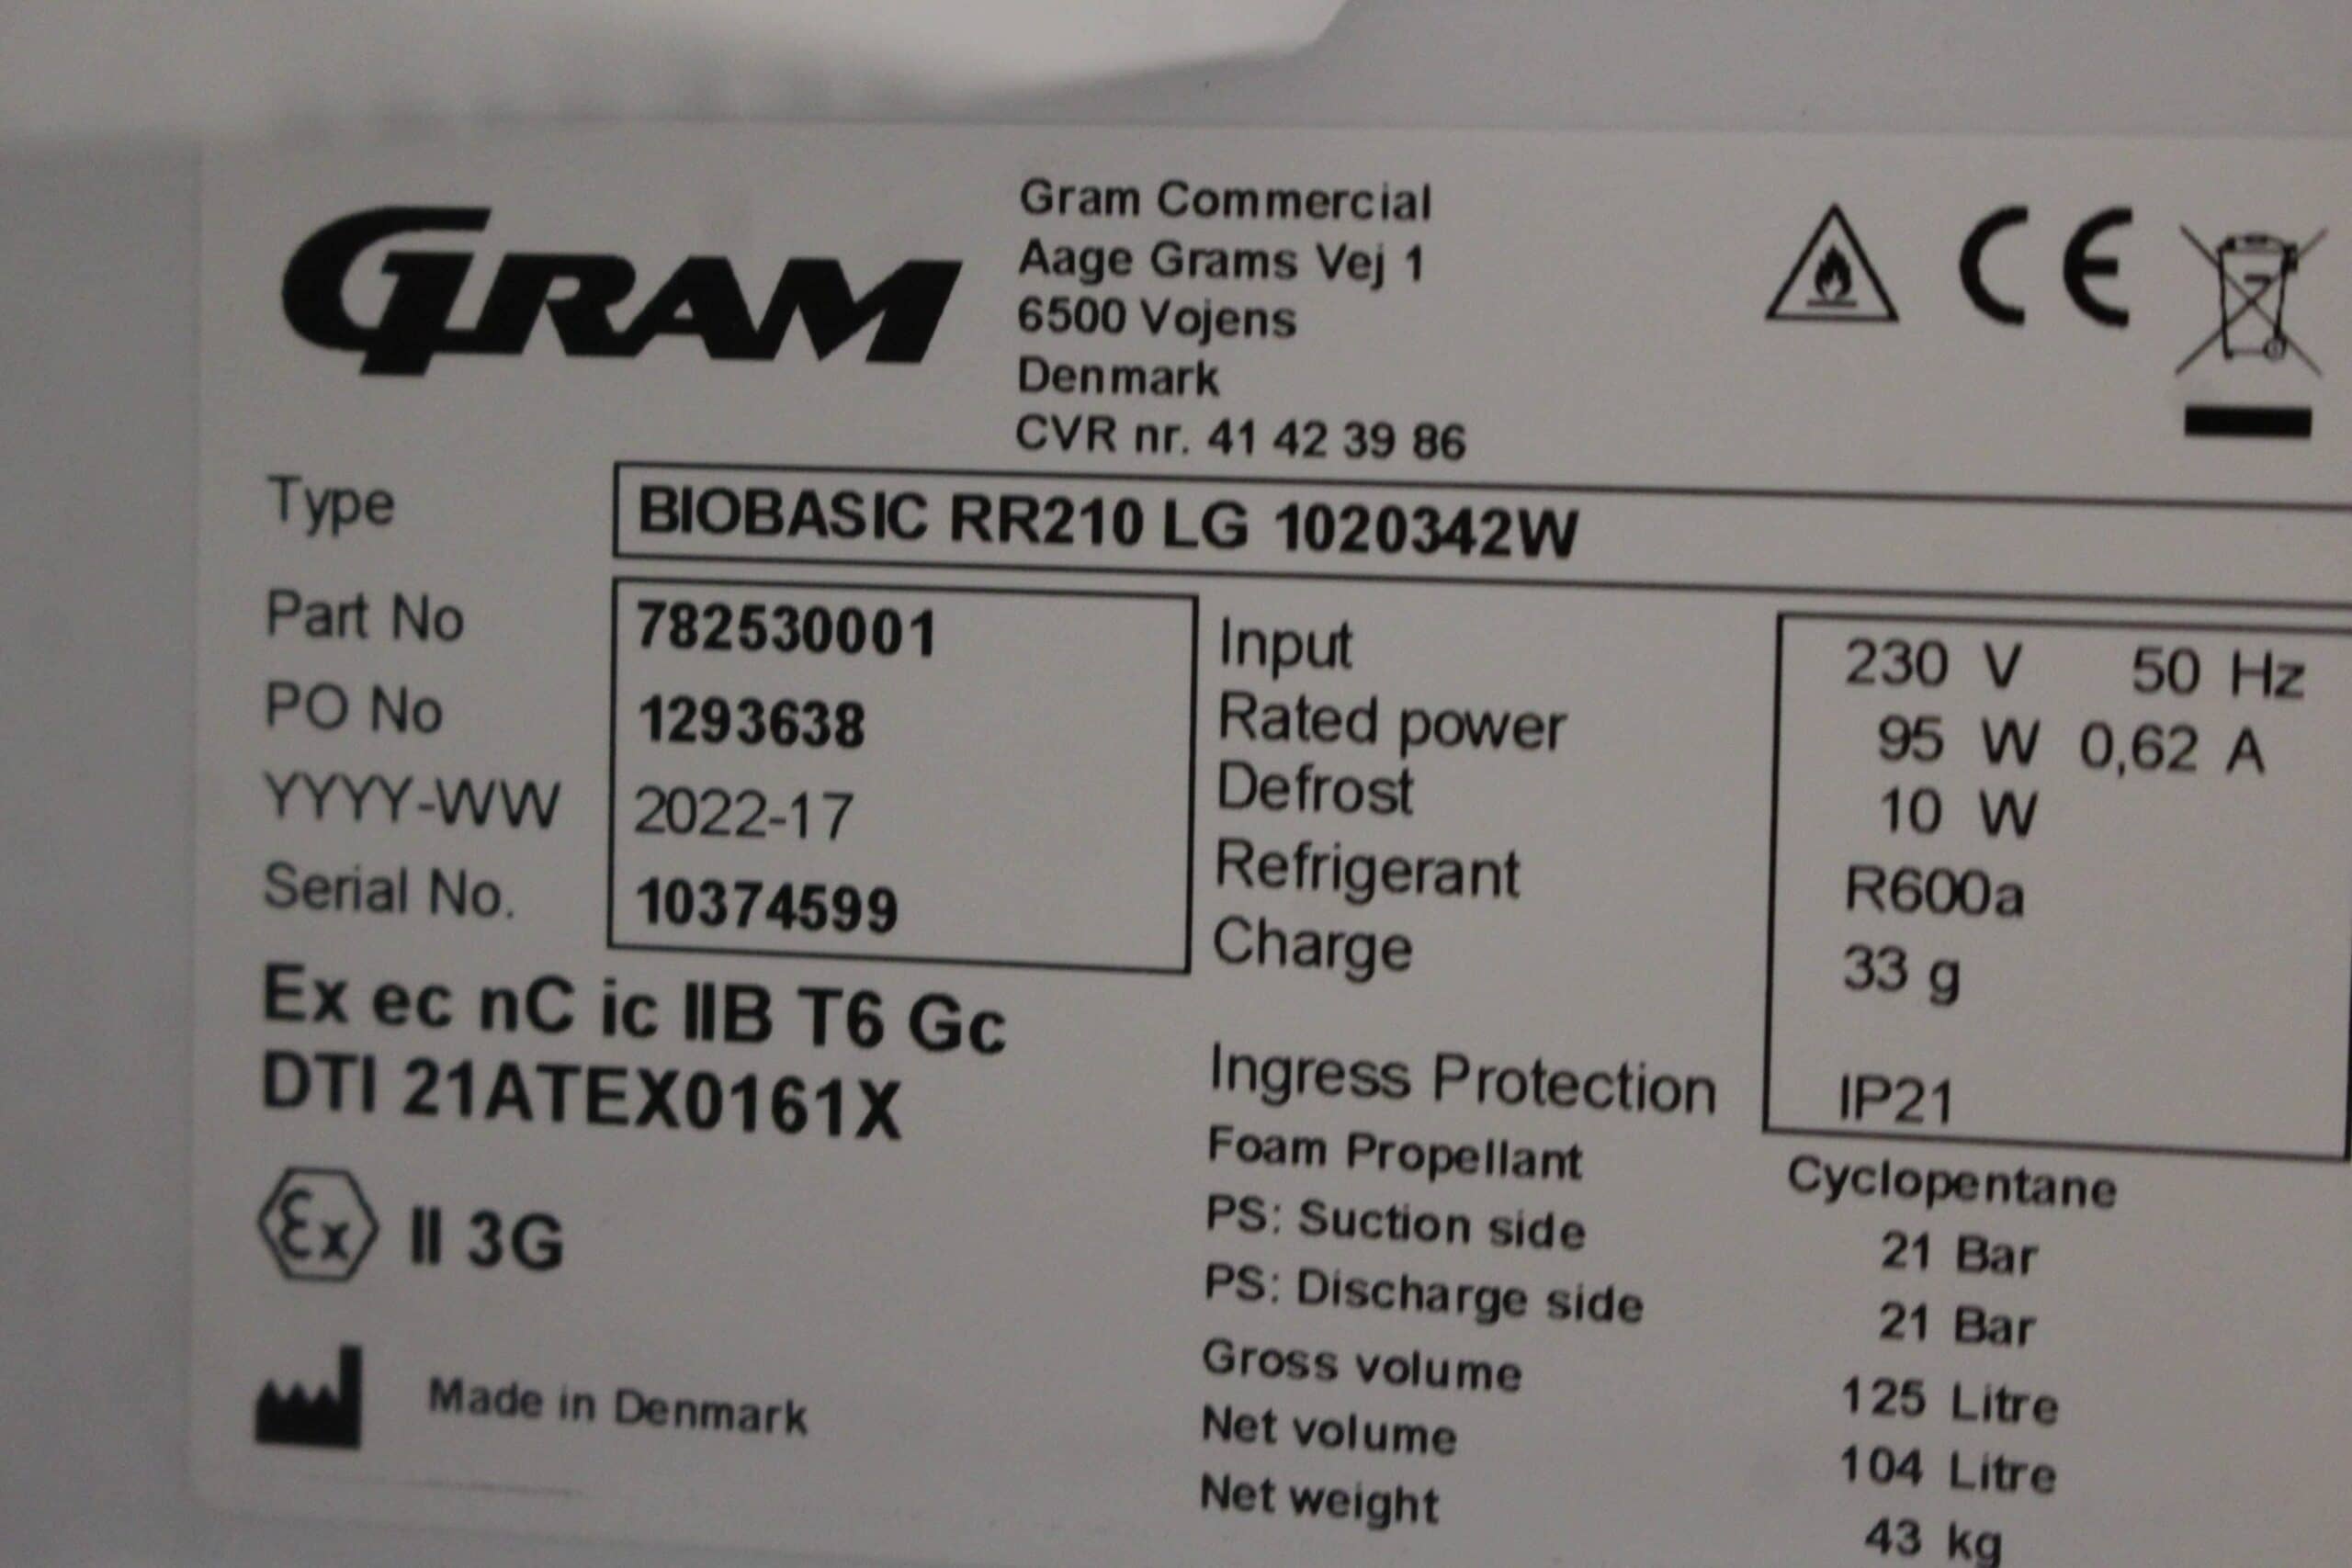 GRAM
Gram Commercial
Aage Grams Vej 1
6500 Vojens
Denmark
CVR nr. 41 42 39 86
CE
Type BIOBASIC RR210 LG 1020342W
Part No 782530001
PO No 1293638
YYYY-WW 2022-17
Serial No. 10374599
Input 230 V 50 Hz
Rated power 95 W 0,62 A
Defrost 10 W
Refrigerant R600a
Charge 33 g
Ingress Protection IP21
Ex ec nC ic IIB T6 Gc
DTI 21ATEX0161X
Ex II 3G
Made in Denmark
Foam Propellant Cyclopentane
PS: Suction side 21 Bar
PS: Discharge side 21 Bar
Gross volume 125 Litre
Net volume 104 Litre
Net weight 43 kg